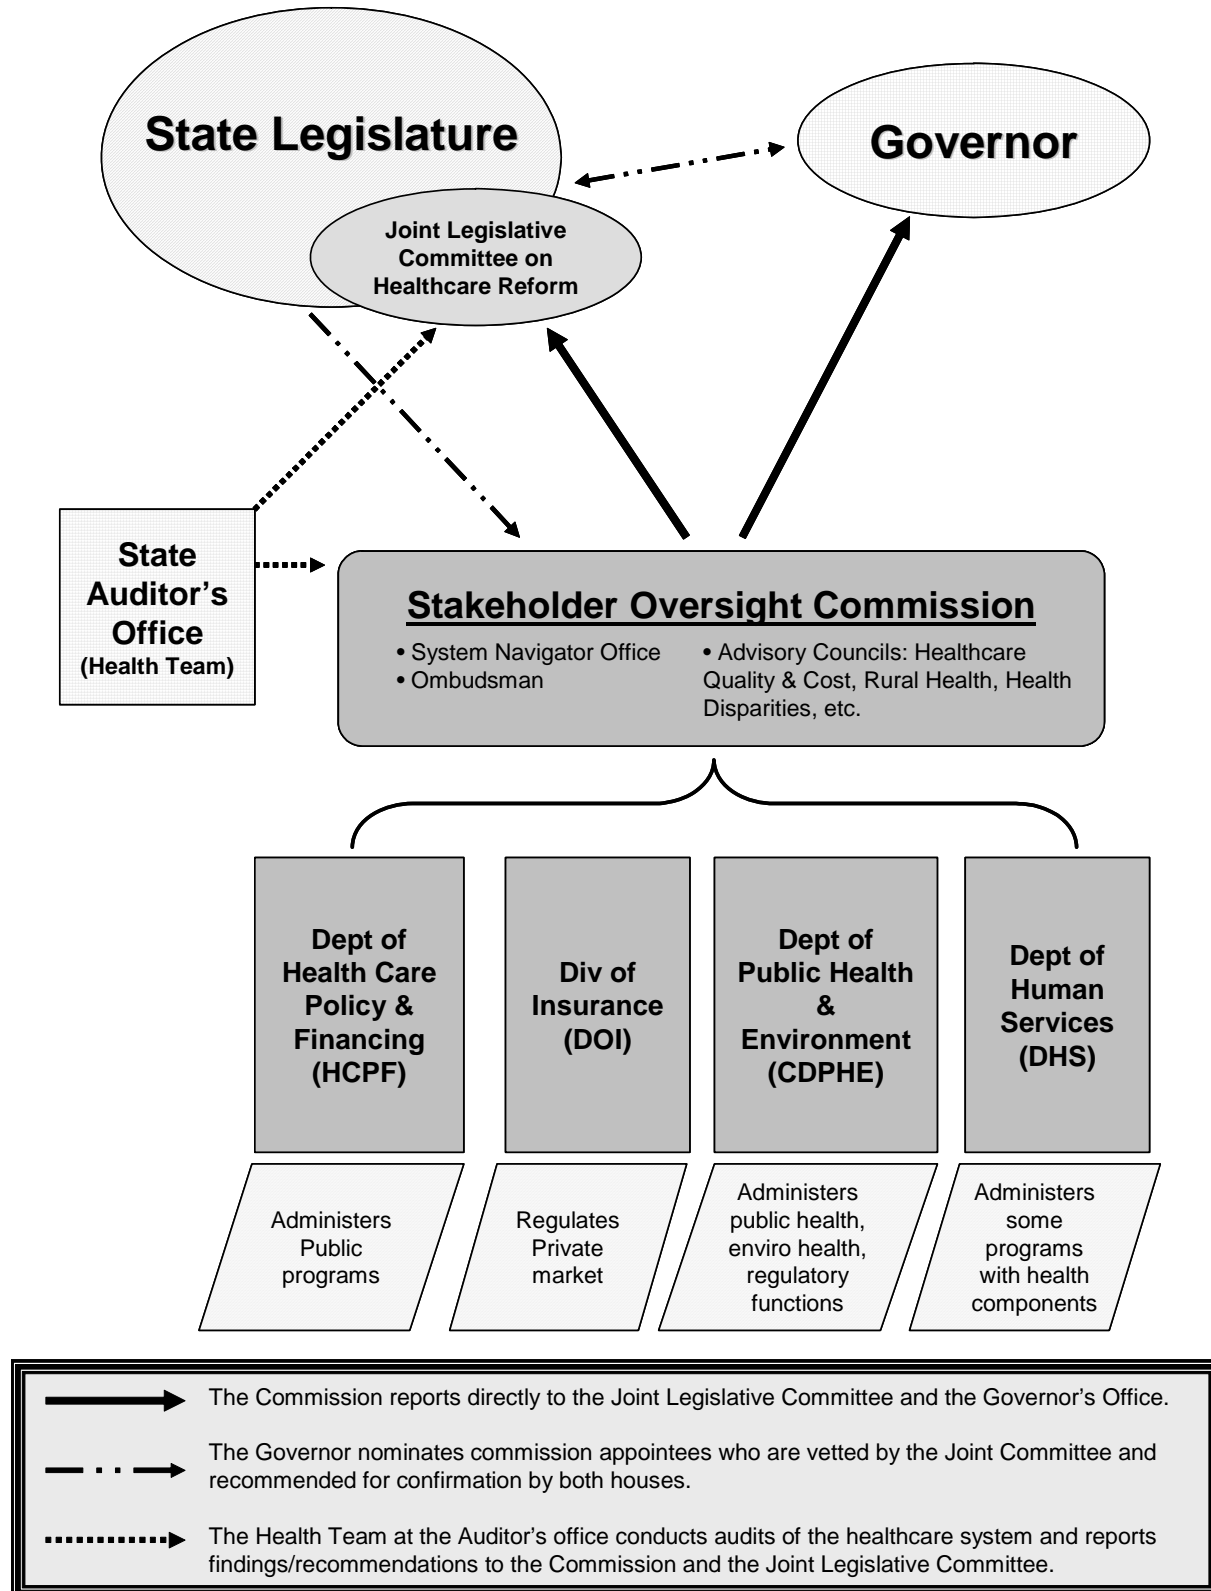 State Legislature
Governor
Joint Legislative
Committee on
Healthcare Reform
State
Auditor's
Office
(Health Team)
Stakeholder Oversight Commission
• System Navigator Office
• Ombudsman
• Advisory Councils: Healthcare
Quality & Cost, Rural Health, Health
Disparities, etc.
Dept of
Health Care
Policy &
Financing
(HCPF)
Div of
Insurance
(DOI)
Dept of
Public Health
&
Environment
(CDPHE)
Dept of
Human
Services
(DHS)
Administers
Public
programs
Regulates
Private
market
Administers
public health,
enviro health,
regulatory
functions
Administers
some
programs
with health
components
The Commission reports directly to the Joint Legislative Committee and the Governor's Office.
The Governor nominates commission appointees who are vetted by the Joint Committee and
recommended for confirmation by both houses.
The Health Team at the Auditor's office conducts audits of the healthcare system and reports
findings/recommendations to the Commission and the Joint Legislative Committee.